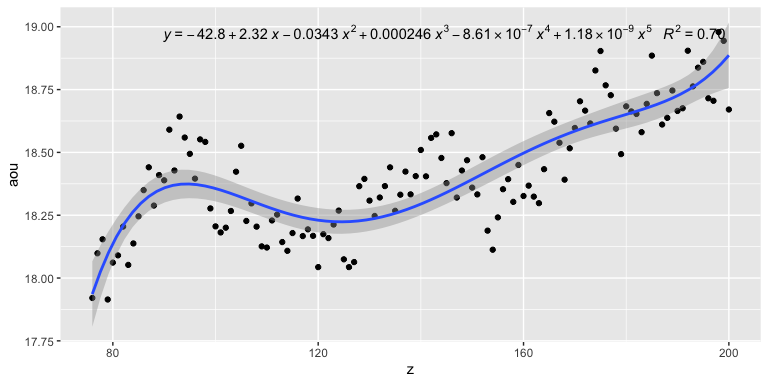 y = −42.8 + 2.32 x − 0.0343 x² + 0.000246 x³ − 8.61 × 10⁻⁷ x⁴ + 1.18 × 10⁻⁹ x⁵ R² = 0.70
19.00
18.75
18.50
18.25
18.00
17.75
aou
80 120 160 200
z